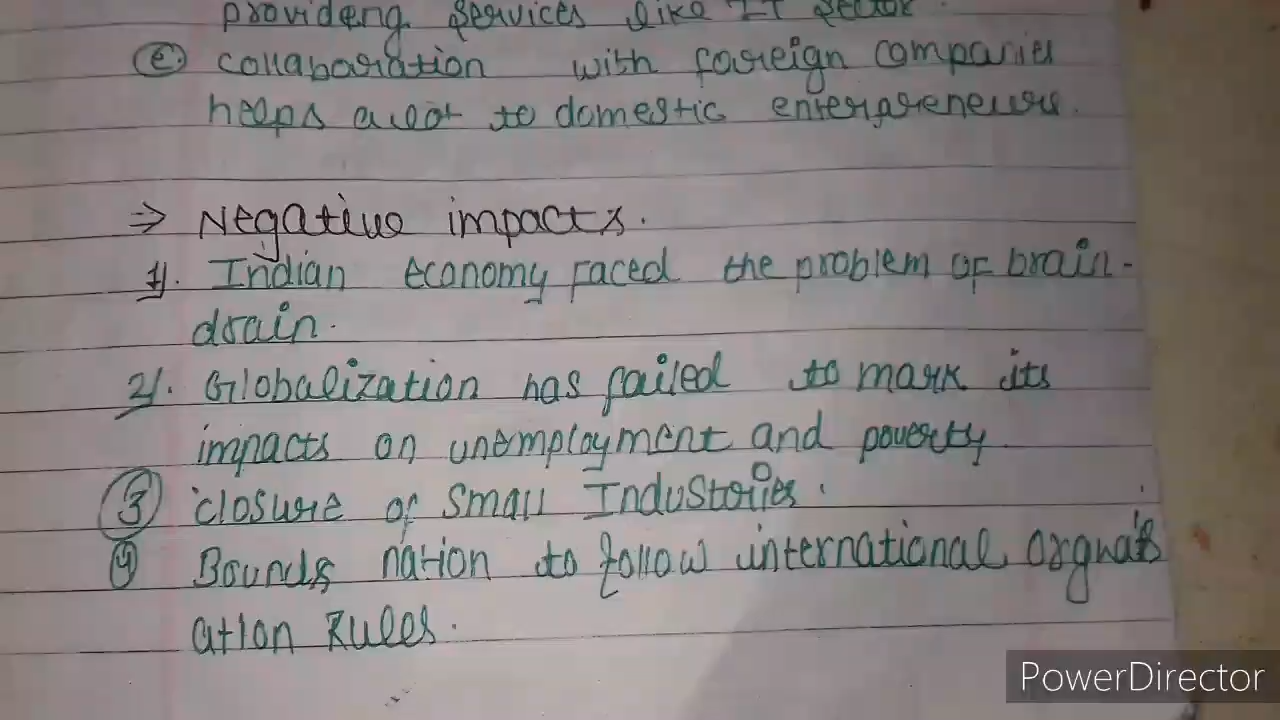 providing services like IT sector.
(e) collaboration with foreign companies
helps a lot to domestic enterpreneurs.
⇒ Negative impacts.
1). Indian economy faced the problem of brain-
drain.
2). Globalization has failed to mark its
impacts on unemployment and poverty
(3) closure of small Industries.
(4) Bounds nation to follow international
ation Rules.
PowerDirector